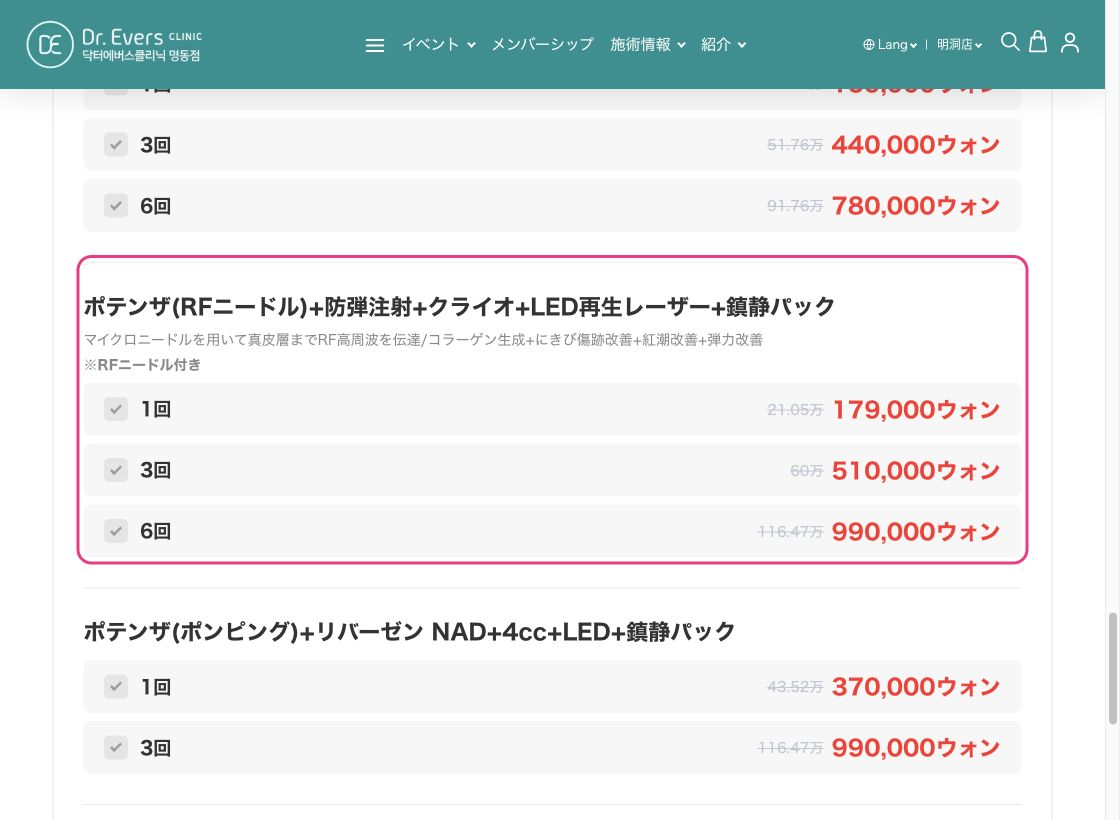 DE
Dr. Evers CLINIC
닥터에버스클리닉 명동점
イベント メンバーシップ 施術情報 紹介
Lang | 明洞店
3回 51.76万 440,000ウォン
6回 91.76万 780,000ウォン
ポテンザ(RFニードル)+防弾注射+クライオ+LED再生レーザー+鎮静パック
マイクロニードルを用いて真皮層までRF高周波を伝達/コラーゲン生成+にきび傷跡改善+紅潮改善+弾力改善
※RFニードル付き
1回 21.05万 179,000ウォン
3回 60万 510,000ウォン
6回 116.47万 990,000ウォン
ポテンザ(ポンピング)+リバーゼン NAD+4cc+LED+鎮静パック
1回 43.52万 370,000ウォン
3回 116.47万 990,000ウォン